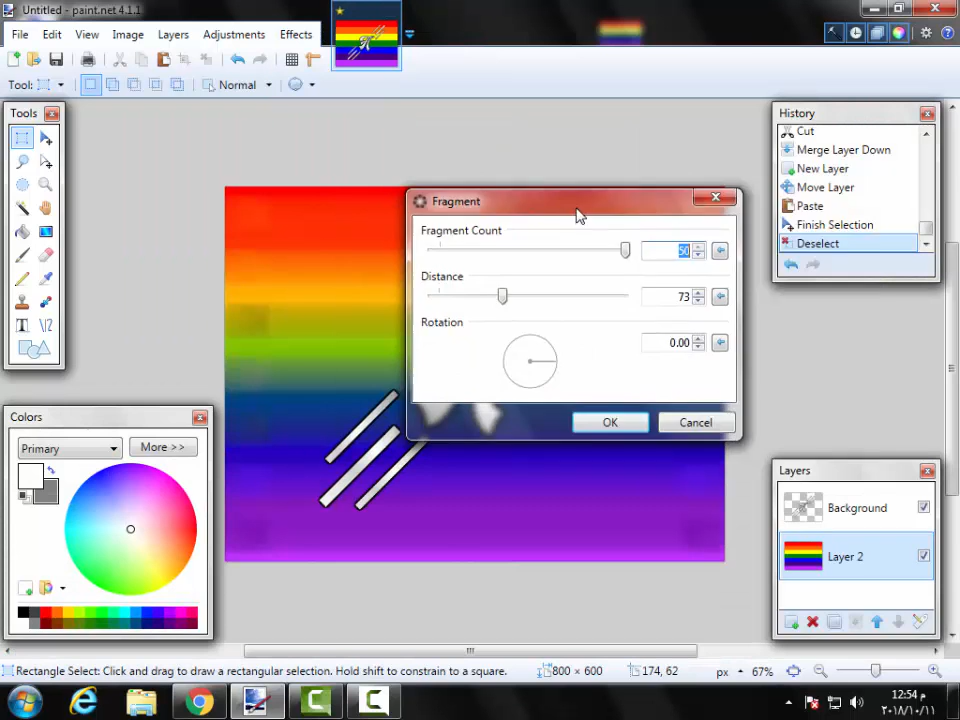 Untitled - paint.net 4.1.1
File Edit View Image Layers Adjustments Effects
Tool: Normal
Tools
History
Cut
Merge Layer Down
New Layer
Move Layer
Paste
Finish Selection
Deselect
Fragment
Fragment Count
50
Distance
73
Rotation
0.00
OK Cancel
Colors
Primary
More >>
Layers
Background
Layer 2
Rectangle Select: Click and drag to draw a rectangular selection. Hold shift to constrain to a square.
800 × 600
174, 62
px
67%
12:54 م
٢٠١٨/١٠/١١